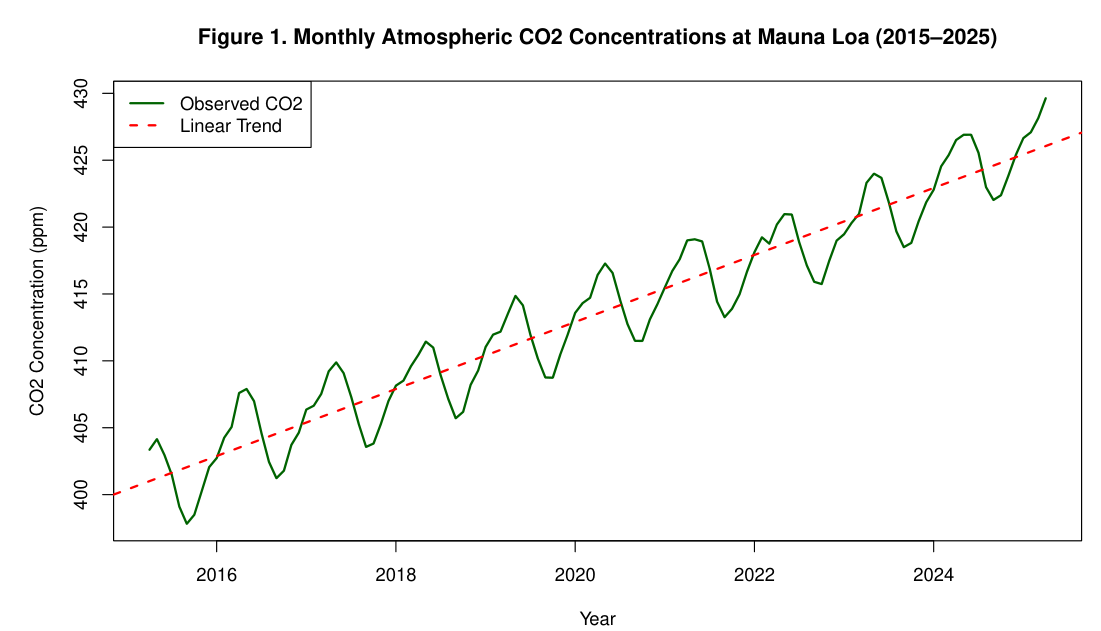 Figure 1. Monthly Atmospheric CO2 Concentrations at Mauna Loa (2015–2025)
Observed CO2
Linear Trend
CO2 Concentration (ppm)
430
425
420
415
410
405
400
2016
2018
2020
2022
2024
Year